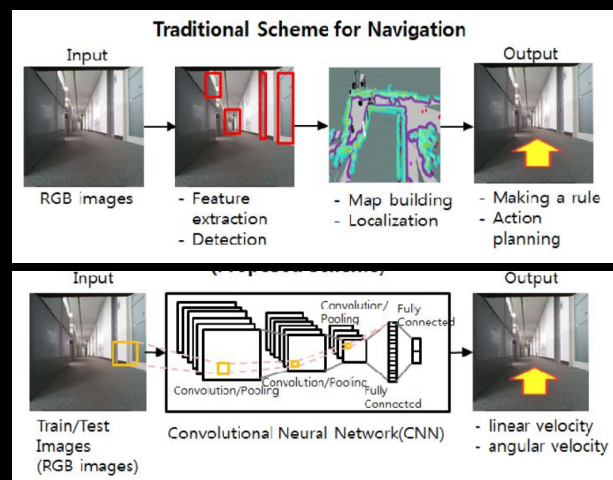 Traditional Scheme for Navigation
Input
Output
RGB images
- Feature
extraction
- Detection
- Map building
- Localization
- Making a rule
- Action
planning
(Proposed Scheme)
Input
Output
Convolution/Pooling
Convolution/Pooling
Convolution/
Pooling
Fully
Connected
Fully
Connected
Train/Test
Images
(RGB images)
Convolutional Neural Network(CNN)
- linear velocity
- angular velocity